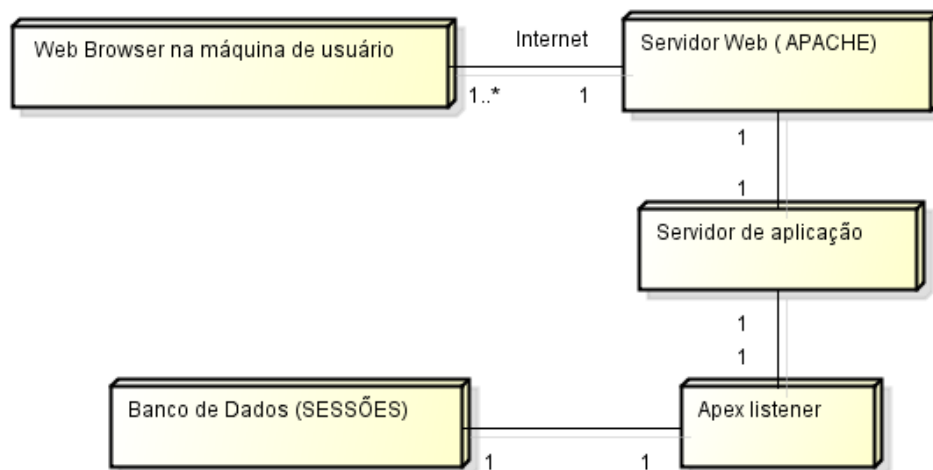 Web Browser na máquina de usuário
Internet
Servidor Web ( APACHE)
1..*
1
1
1
Servidor de aplicação
1
1
Banco de Dados (SESSÕES)
Apex listener
1
1